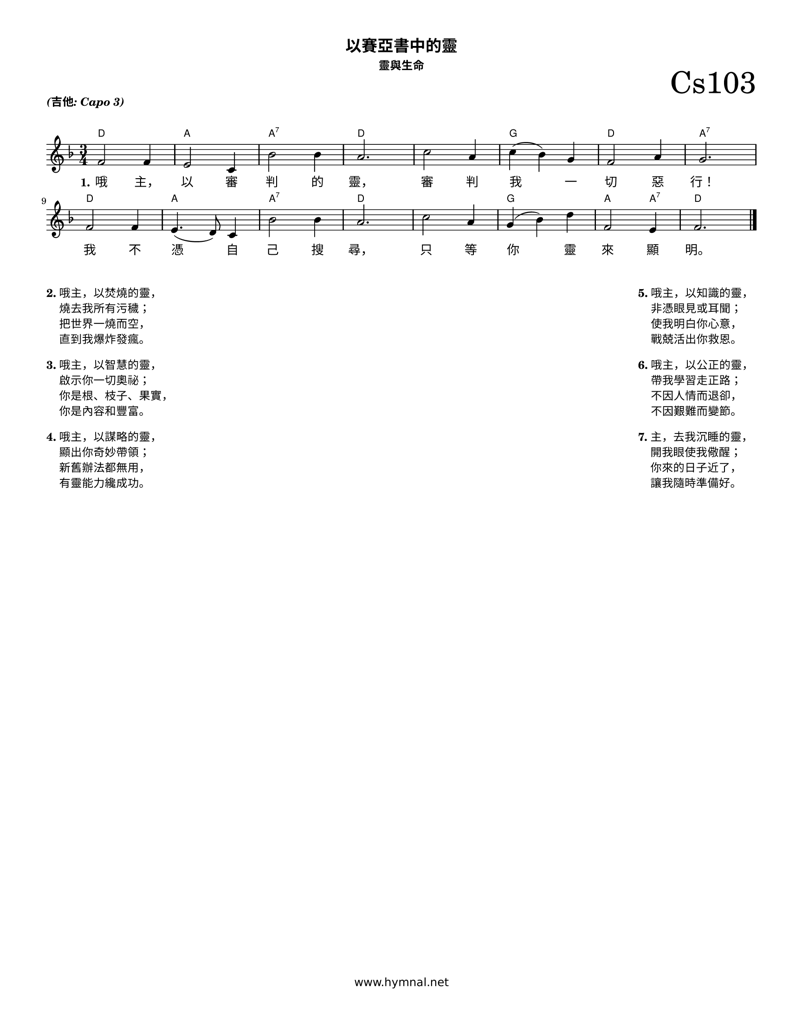 以賽亞書中的靈
靈與生命
Cs103
(吉他: Capo 3)
D A A7 D G D A7
3
4
1. 哦 主， 以 審 判 的 靈， 審 判 我 一 切 惡 行！
9
D A A7 D G A A7 D
我 不 憑 自 己 搜 尋， 只 等 你 靈 來 顯 明。
2. 哦主，以焚燒的靈，
燒去我所有污穢；
把世界一燒而空，
直到我爆炸發瘋。
3. 哦主，以智慧的靈，
啟示你一切奧祕；
你是根、枝子、果實，
你是內容和豐富。
4. 哦主，以謀略的靈，
顯出你奇妙帶領；
新舊辦法都無用，
有靈能力纔成功。
5. 哦主，以知識的靈，
非憑眼見或耳聞；
使我明白你心意，
戰兢活出你救恩。
6. 哦主，以公正的靈，
帶我學習走正路；
不因人情而退卻，
不因艱難而變節。
7. 主，去我沉睡的靈，
開我眼使我儆醒；
你來的日子近了，
讓我隨時準備好。
www.hymnal.net